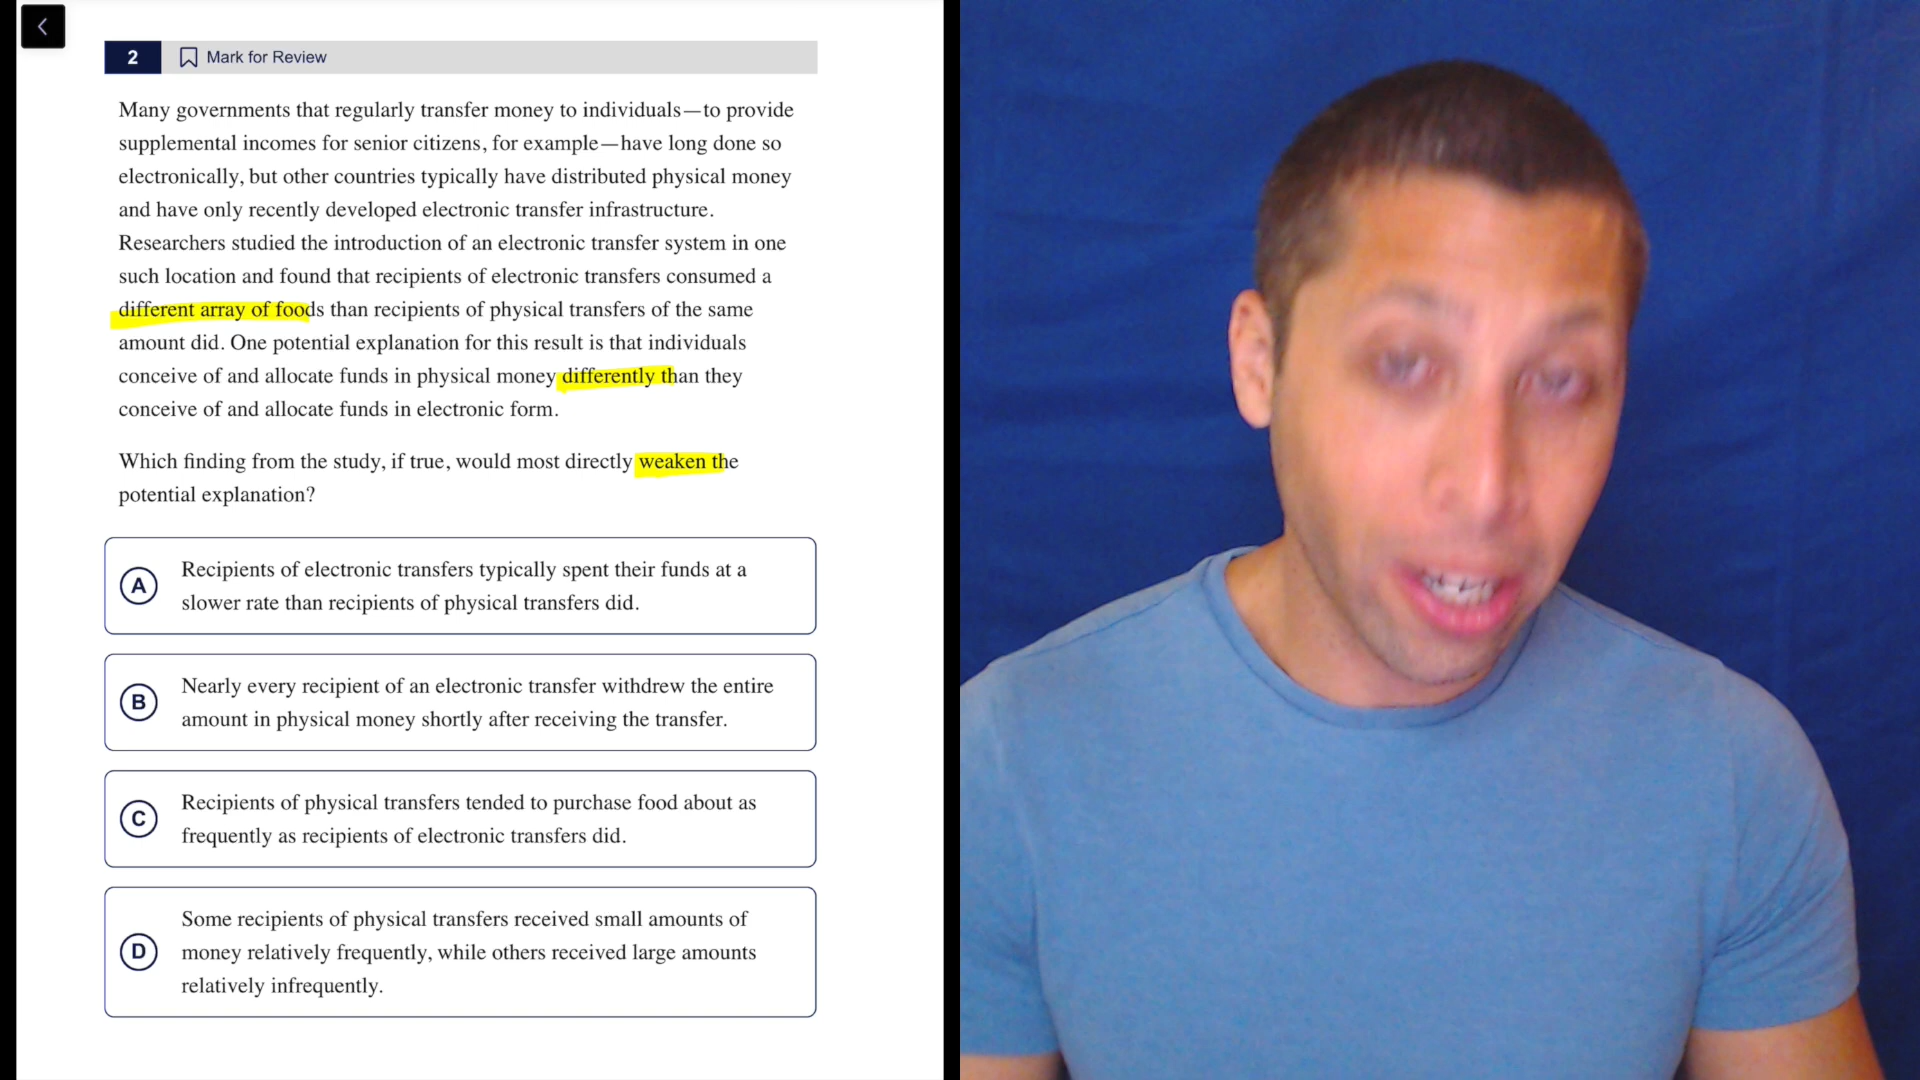 2 Mark for Review
Many governments that regularly transfer money to individuals—to provide
supplemental incomes for senior citizens, for example—have long done so
electronically, but other countries typically have distributed physical money
and have only recently developed electronic transfer infrastructure.
Researchers studied the introduction of an electronic transfer system in one
such location and found that recipients of electronic transfers consumed a
different array of foods than recipients of physical transfers of the same
amount did. One potential explanation for this result is that individuals
conceive of and allocate funds in physical money differently than they
conceive of and allocate funds in electronic form.
Which finding from the study, if true, would most directly weaken the
potential explanation?
A Recipients of electronic transfers typically spent their funds at a
slower rate than recipients of physical transfers did.
B Nearly every recipient of an electronic transfer withdrew the entire
amount in physical money shortly after receiving the transfer.
C Recipients of physical transfers tended to purchase food about as
frequently as recipients of electronic transfers did.
D Some recipients of physical transfers received small amounts of
money relatively frequently, while others received large amounts
relatively infrequently.